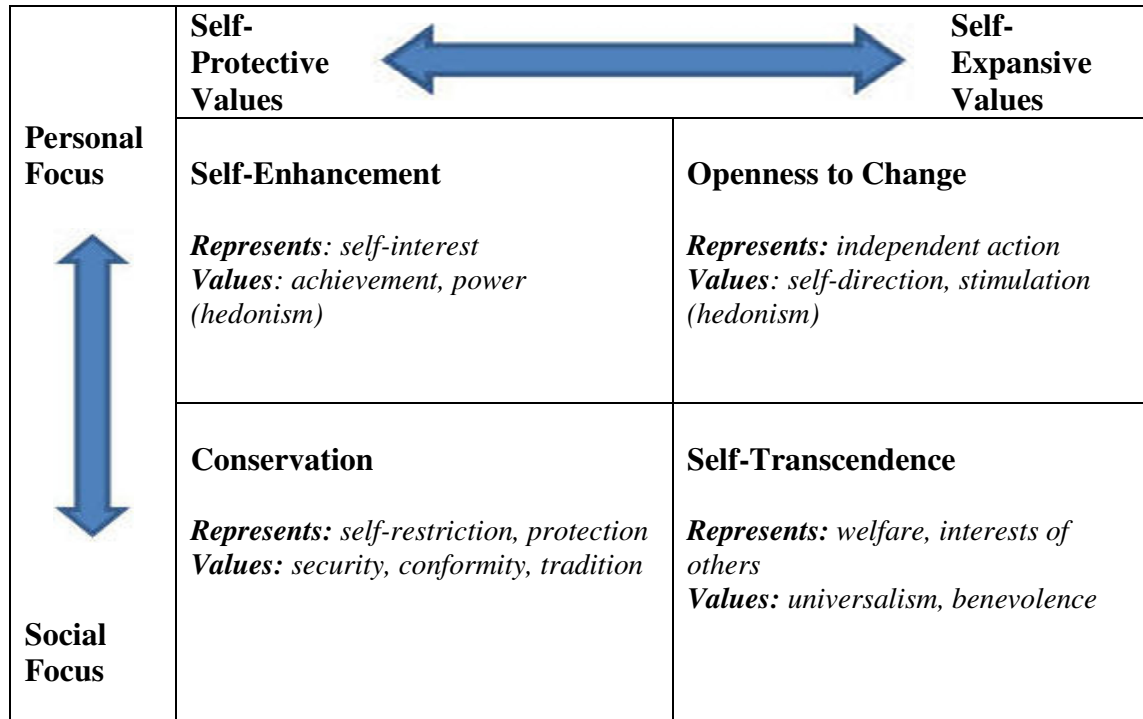 Self-
Protective
Values
Self-
Expansive
Values
Personal
Focus
Self-Enhancement
Represents: self-interest
Values: achievement, power
(hedonism)
Openness to Change
Represents: independent action
Values: self-direction, stimulation
(hedonism)
Social
Focus
Conservation
Represents: self-restriction, protection
Values: security, conformity, tradition
Self-Transcendence
Represents: welfare, interests of
others
Values: universalism, benevolence